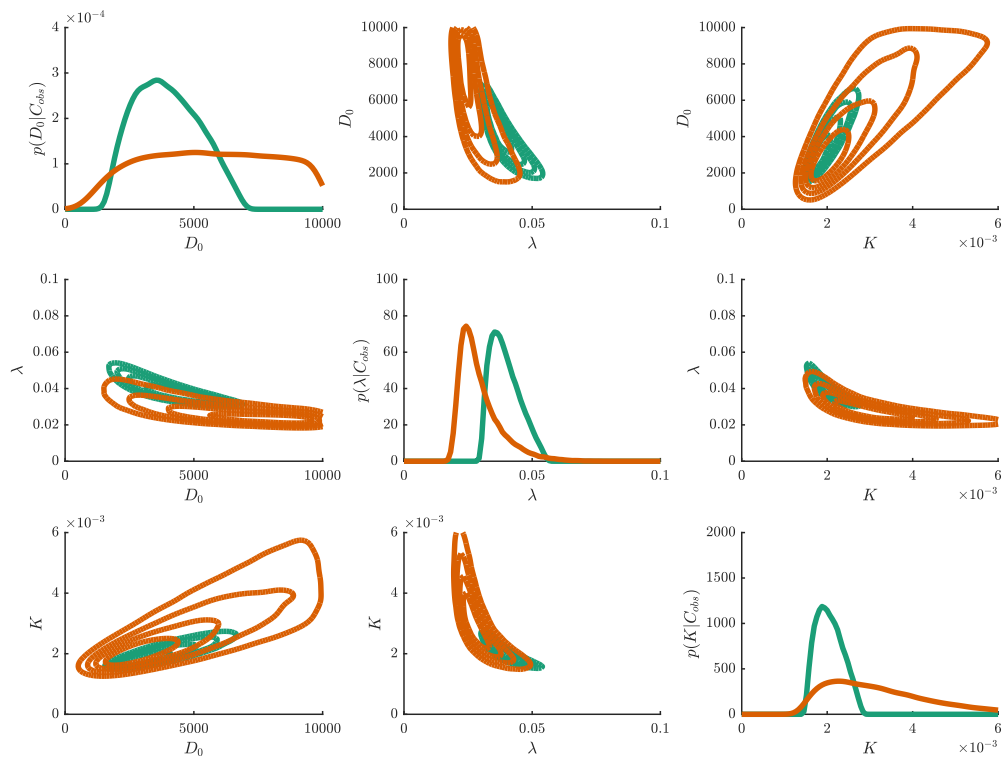 ×10⁻⁴
4
3
2
1
0
p(D₀|C_obs)
0 5000 10000
D₀
10000
8000
6000
4000
2000
0
D₀
0 0.05 0.1
λ
10000
8000
6000
4000
2000
0
D₀
0 2 4 6
K
×10⁻³
0.1
0.08
0.06
0.04
0.02
0
λ
0 5000 10000
D₀
100
80
60
40
20
0
p(λ|C_obs)
0 0.05 0.1
λ
0.1
0.08
0.06
0.04
0.02
0
λ
0 2 4 6
K
×10⁻³
×10⁻³
6
4
2
0
K
0 5000 10000
D₀
×10⁻³
6
4
2
0
K
0 0.05 0.1
λ
2000
1500
1000
500
0
p(K|C_obs)
0 2 4 6
K
×10⁻³